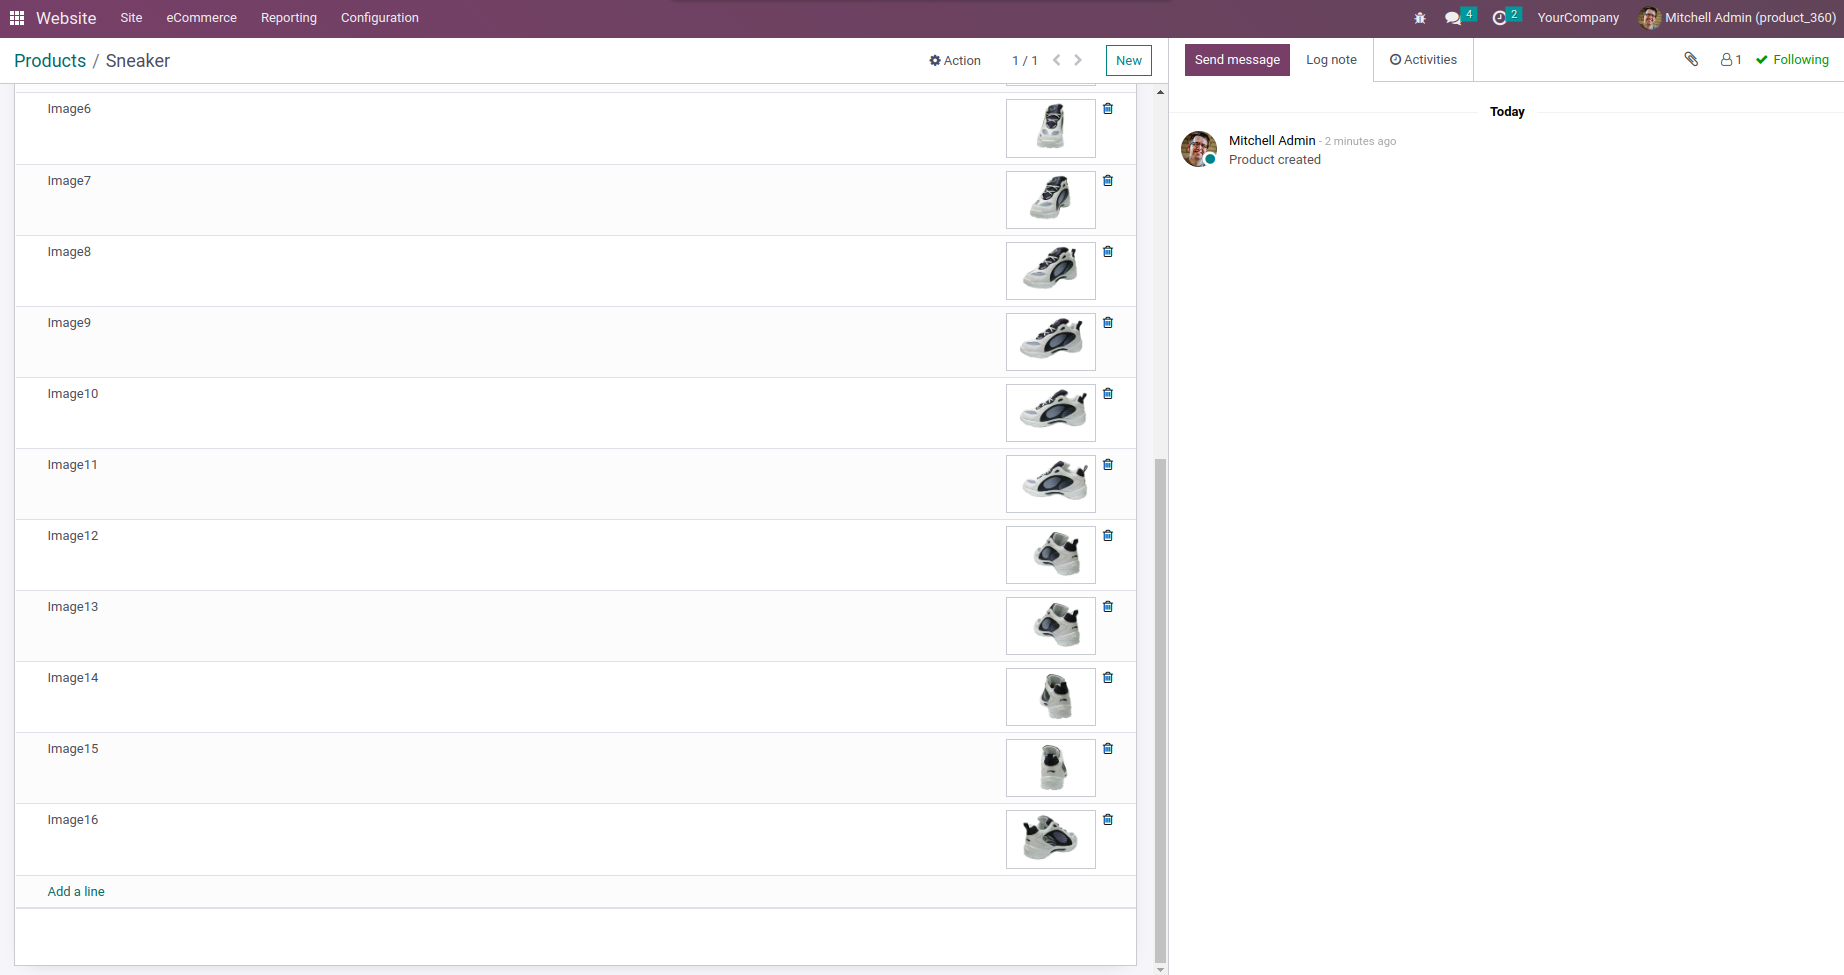 Website Site eCommerce Reporting Configuration 4 2 YourCompany Mitchell Admin (product_360)
Products / Sneaker Action 1 / 1 New Send message Log note Activities 1 Following
Image6
Image7
Image8
Image9
Image10
Image11
Image12
Image13
Image14
Image15
Image16
Add a line
Today
Mitchell Admin - 2 minutes ago
Product created